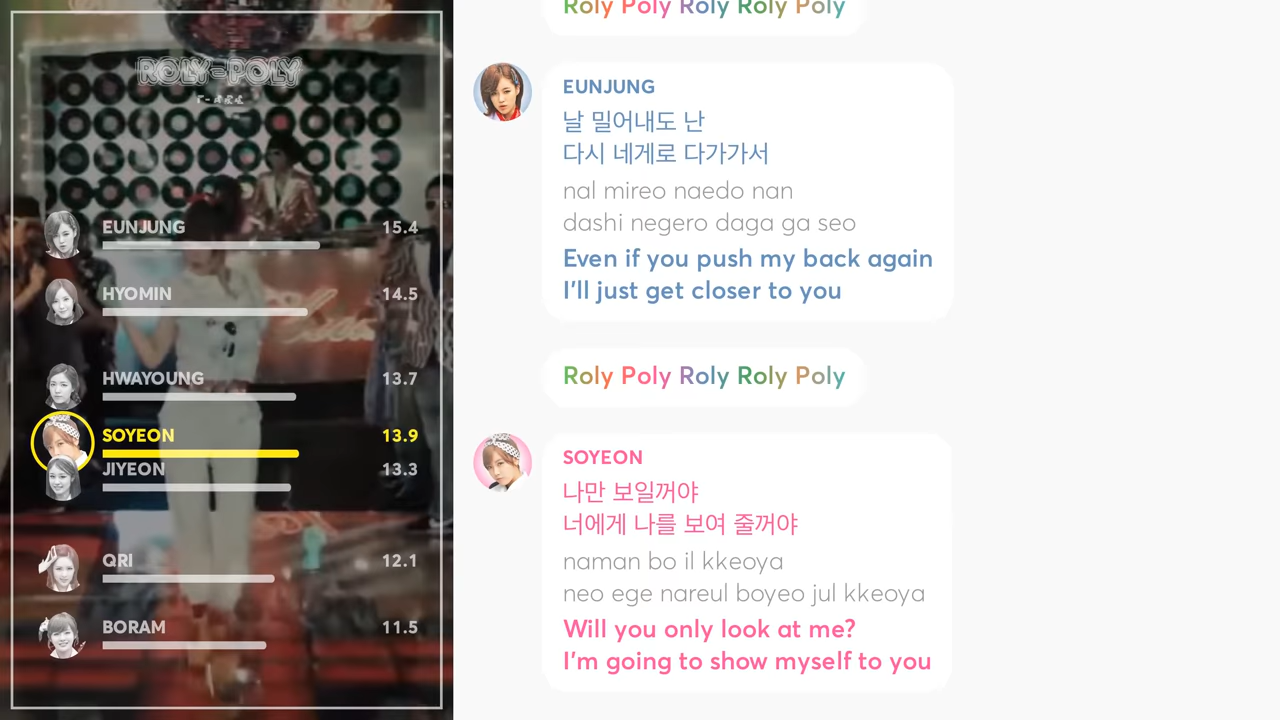 ROLY-POLY
T-ARA
EUNJUNG 15.4
HYOMIN 14.5
HWAYOUNG 13.7
SOYEON 13.9
JIYEON 13.3
QRI 12.1
BORAM 11.5
Roly Poly Roly Roly Poly
EUNJUNG
날 밀어내도 난
다시 네게로 다가가서
nal mireo naedo nan
dashi negero daga ga seo
Even if you push my back again
I'll just get closer to you
Roly Poly Roly Roly Poly
SOYEON
나만 보일꺼야
너에게 나를 보여 줄꺼야
naman bo il kkeoya
neo ege nareul boyeo jul kkeoya
Will you only look at me?
I'm going to show myself to you